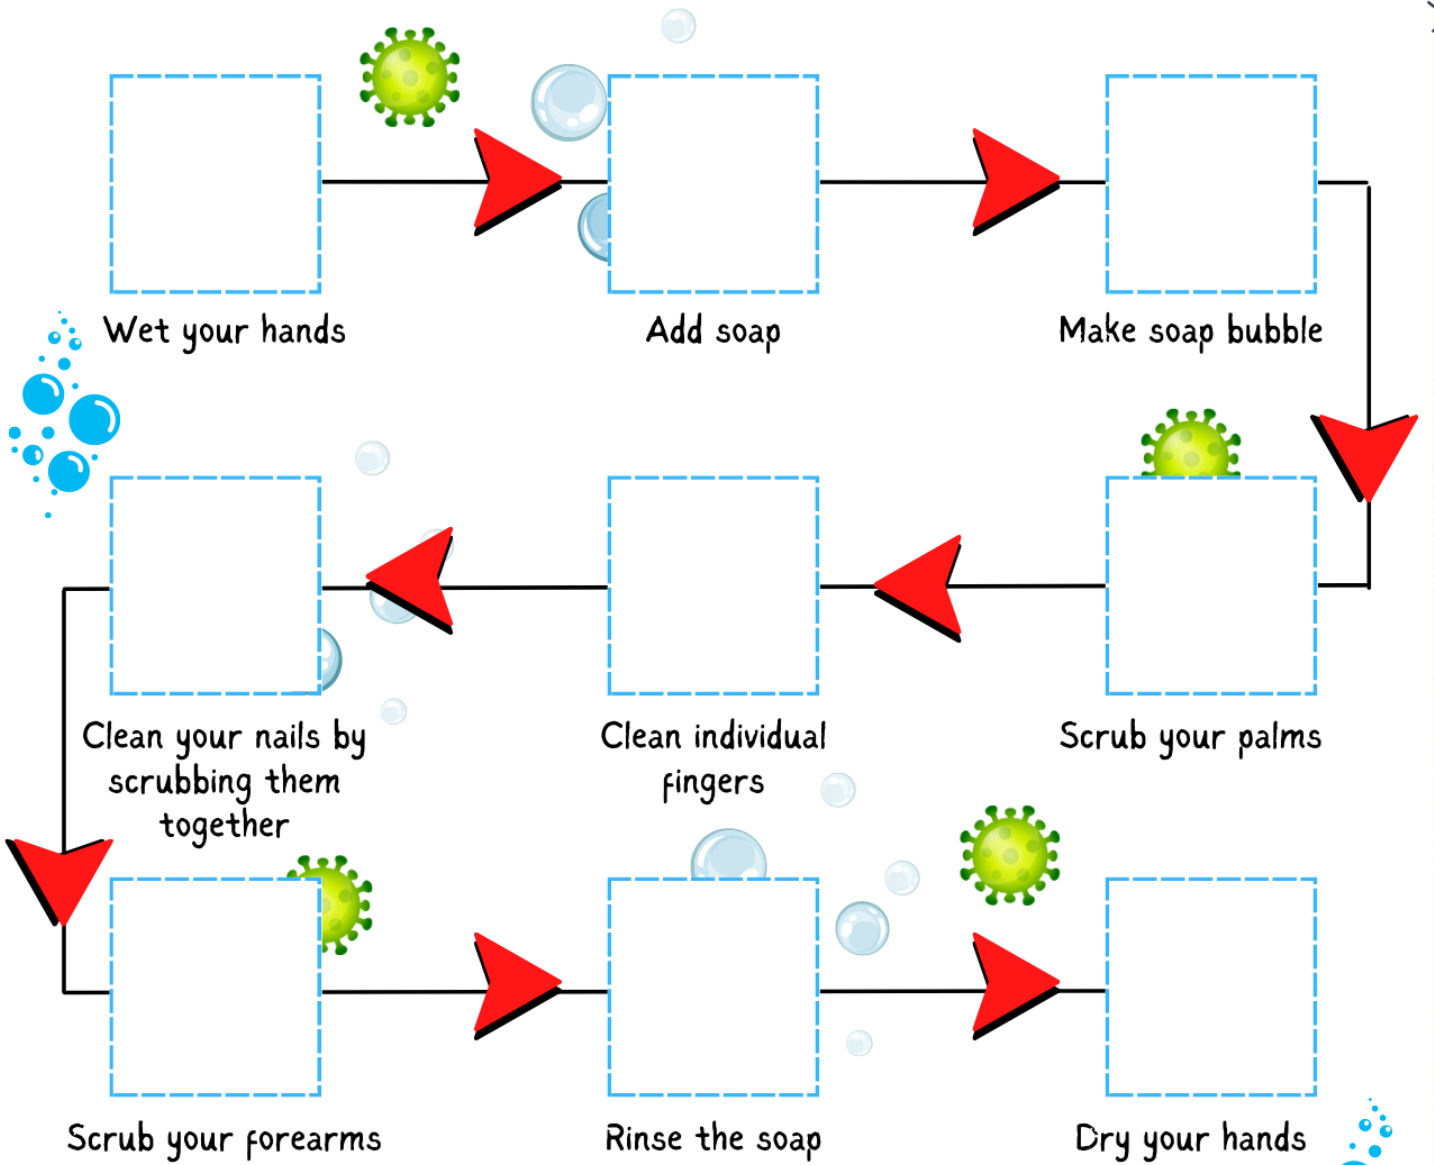 Wet your hands
Add soap
Make soap bubble
Scrub your palms
Clean individual
fingers
Clean your nails by
scrubbing them
together
Scrub your forearms
Rinse the soap
Dry your hands